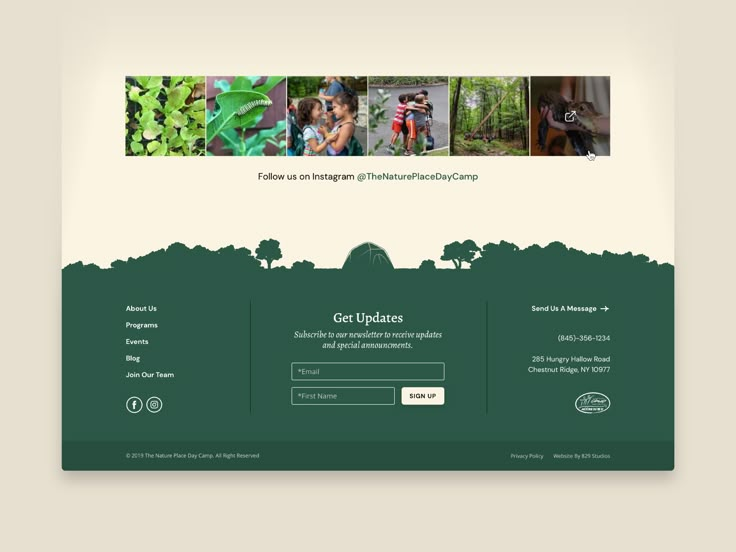 Follow us on Instagram @TheNaturePlaceDayCamp
About Us
Programs
Events
Blog
Join Our Team
Get Updates
Subscribe to our newsletter to receive updates
and special announcments.
*Email
*First Name
SIGN UP
Send Us A Message
(845)-356-1234
285 Hungry Hallow Road
Chestnut Ridge, NY 10977
© 2019 The Nature Place Day Camp, All Right Reserved
Privacy Policy
Website By 829 Studios